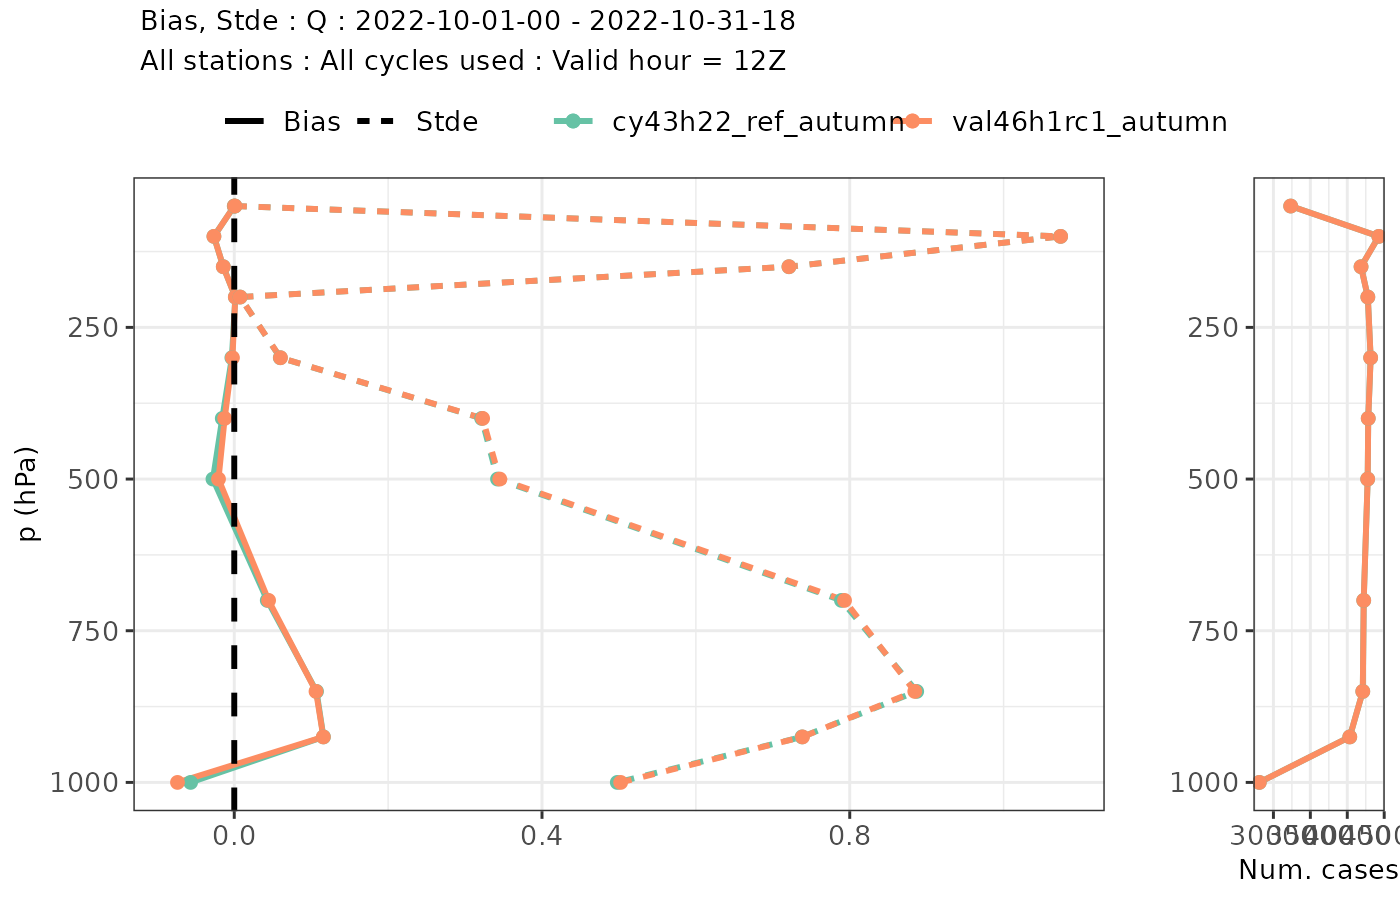 Bias, Stde : Q : 2022-10-01-00 - 2022-10-31-18
All stations : All cycles used : Valid hour = 12Z
Bias Stde cy43h22_ref_autumn val46h1rc1_autumn
p (hPa)
250
500
750
1000
0.0 0.4 0.8
250
500
750
1000
Num. cases